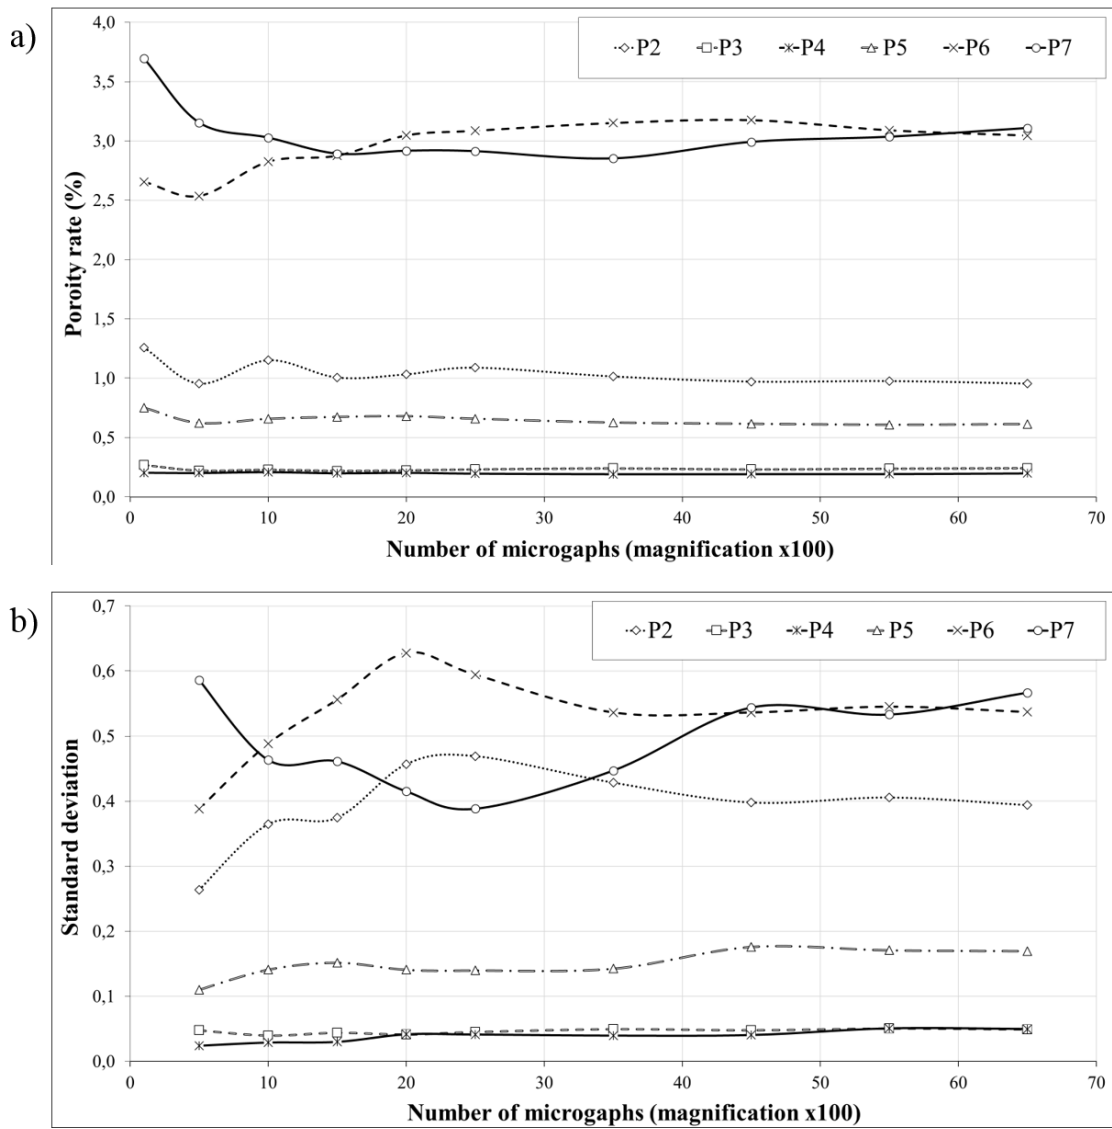 a)
4,0
3,5
3,0
2,5
2,0
1,5
1,0
0,5
0,0
Poroity rate (%)
P2 P3 P4 P5 P6 P7
0 10 20 30 40 50 60 70
Number of microgaphs (magnification x100)
b)
0,7
0,6
0,5
0,4
0,3
0,2
0,1
0,0
Standard deviation
P2 P3 P4 P5 P6 P7
0 10 20 30 40 50 60 70
Number of microgaphs (magnification x100)